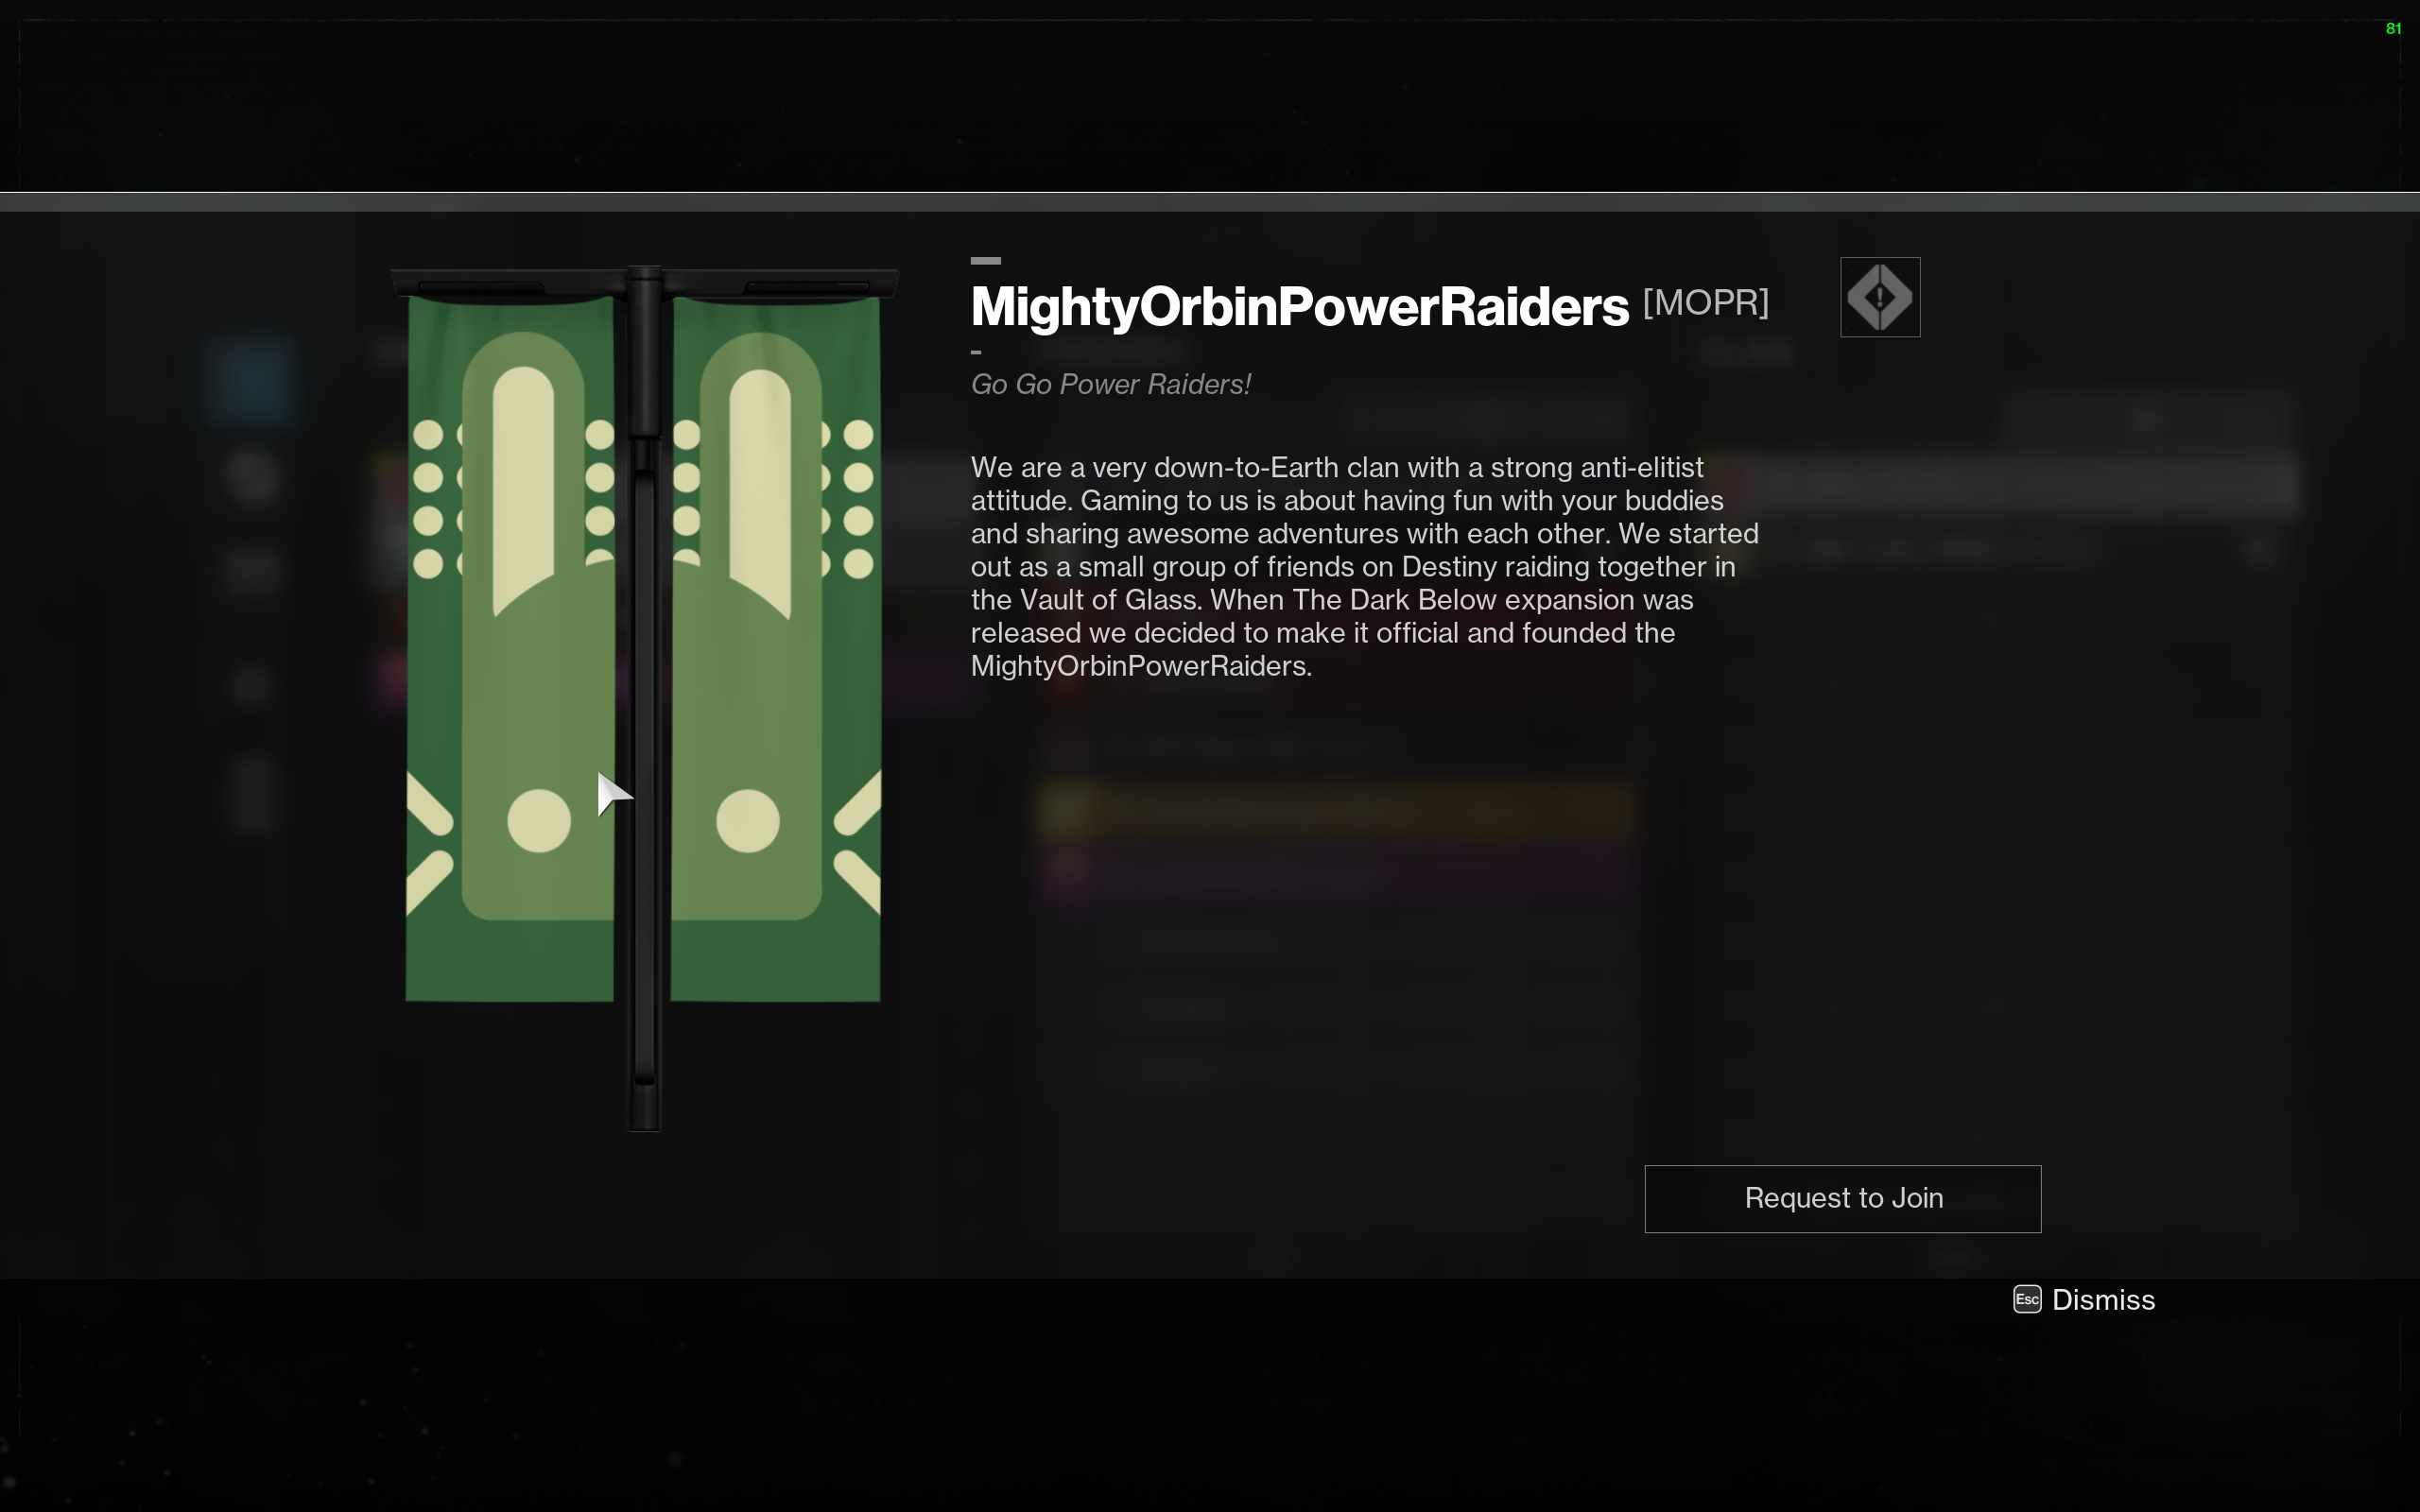 81
MightyOrbinPowerRaiders [MOPR]
Go Go Power Raiders!
We are a very down-to-Earth clan with a strong anti-elitist
attitude. Gaming to us is about having fun with your buddies
and sharing awesome adventures with each other. We started
out as a small group of friends on Destiny raiding together in
the Vault of Glass. When The Dark Below expansion was
released we decided to make it official and founded the
MightyOrbinPowerRaiders.
Request to Join
Esc Dismiss